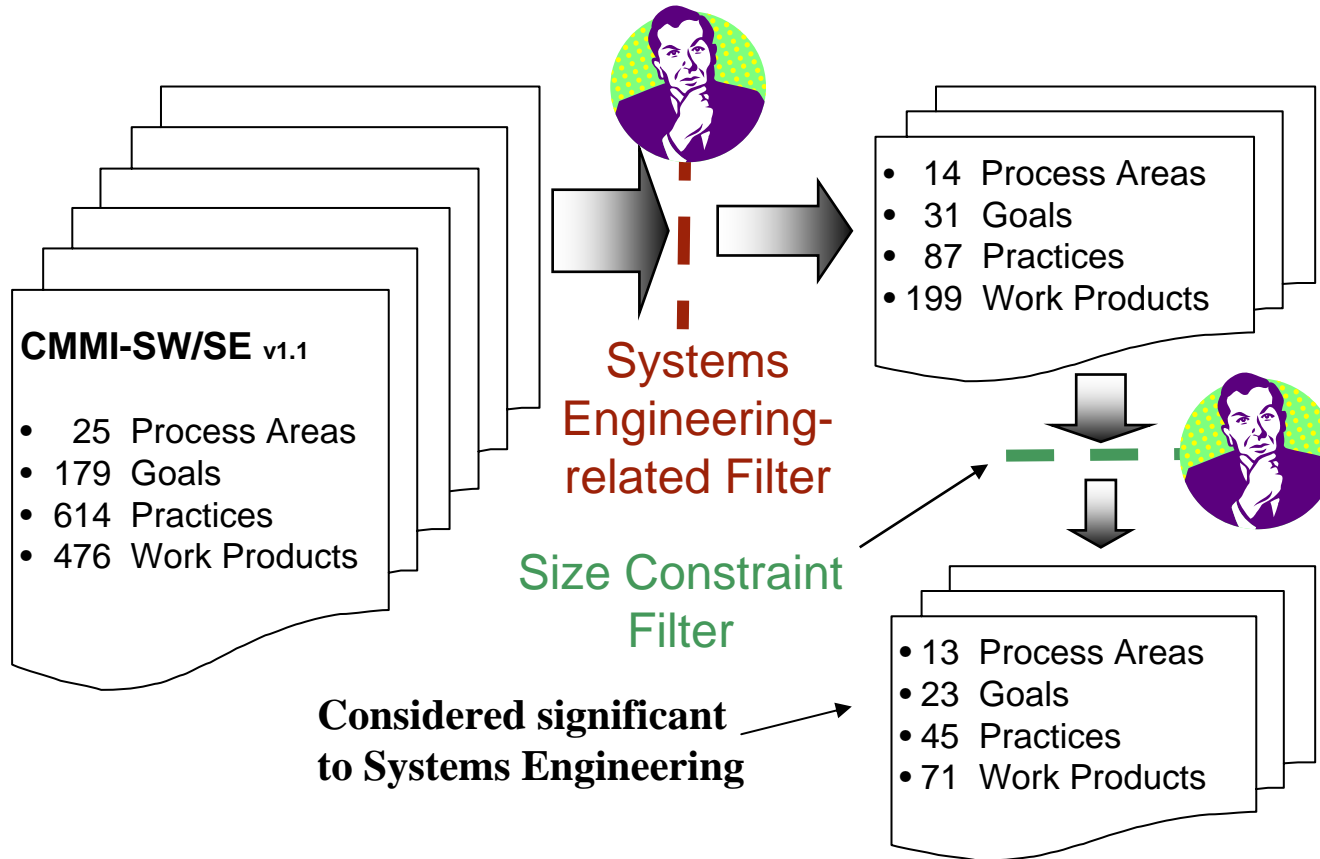 CMMI-SW/SE v1.1
• 25 Process Areas
• 179 Goals
• 614 Practices
• 476 Work Products
Systems
Engineering-
related Filter
• 14 Process Areas
• 31 Goals
• 87 Practices
• 199 Work Products
Size Constraint
Filter
Considered significant
to Systems Engineering
• 13 Process Areas
• 23 Goals
• 45 Practices
• 71 Work Products